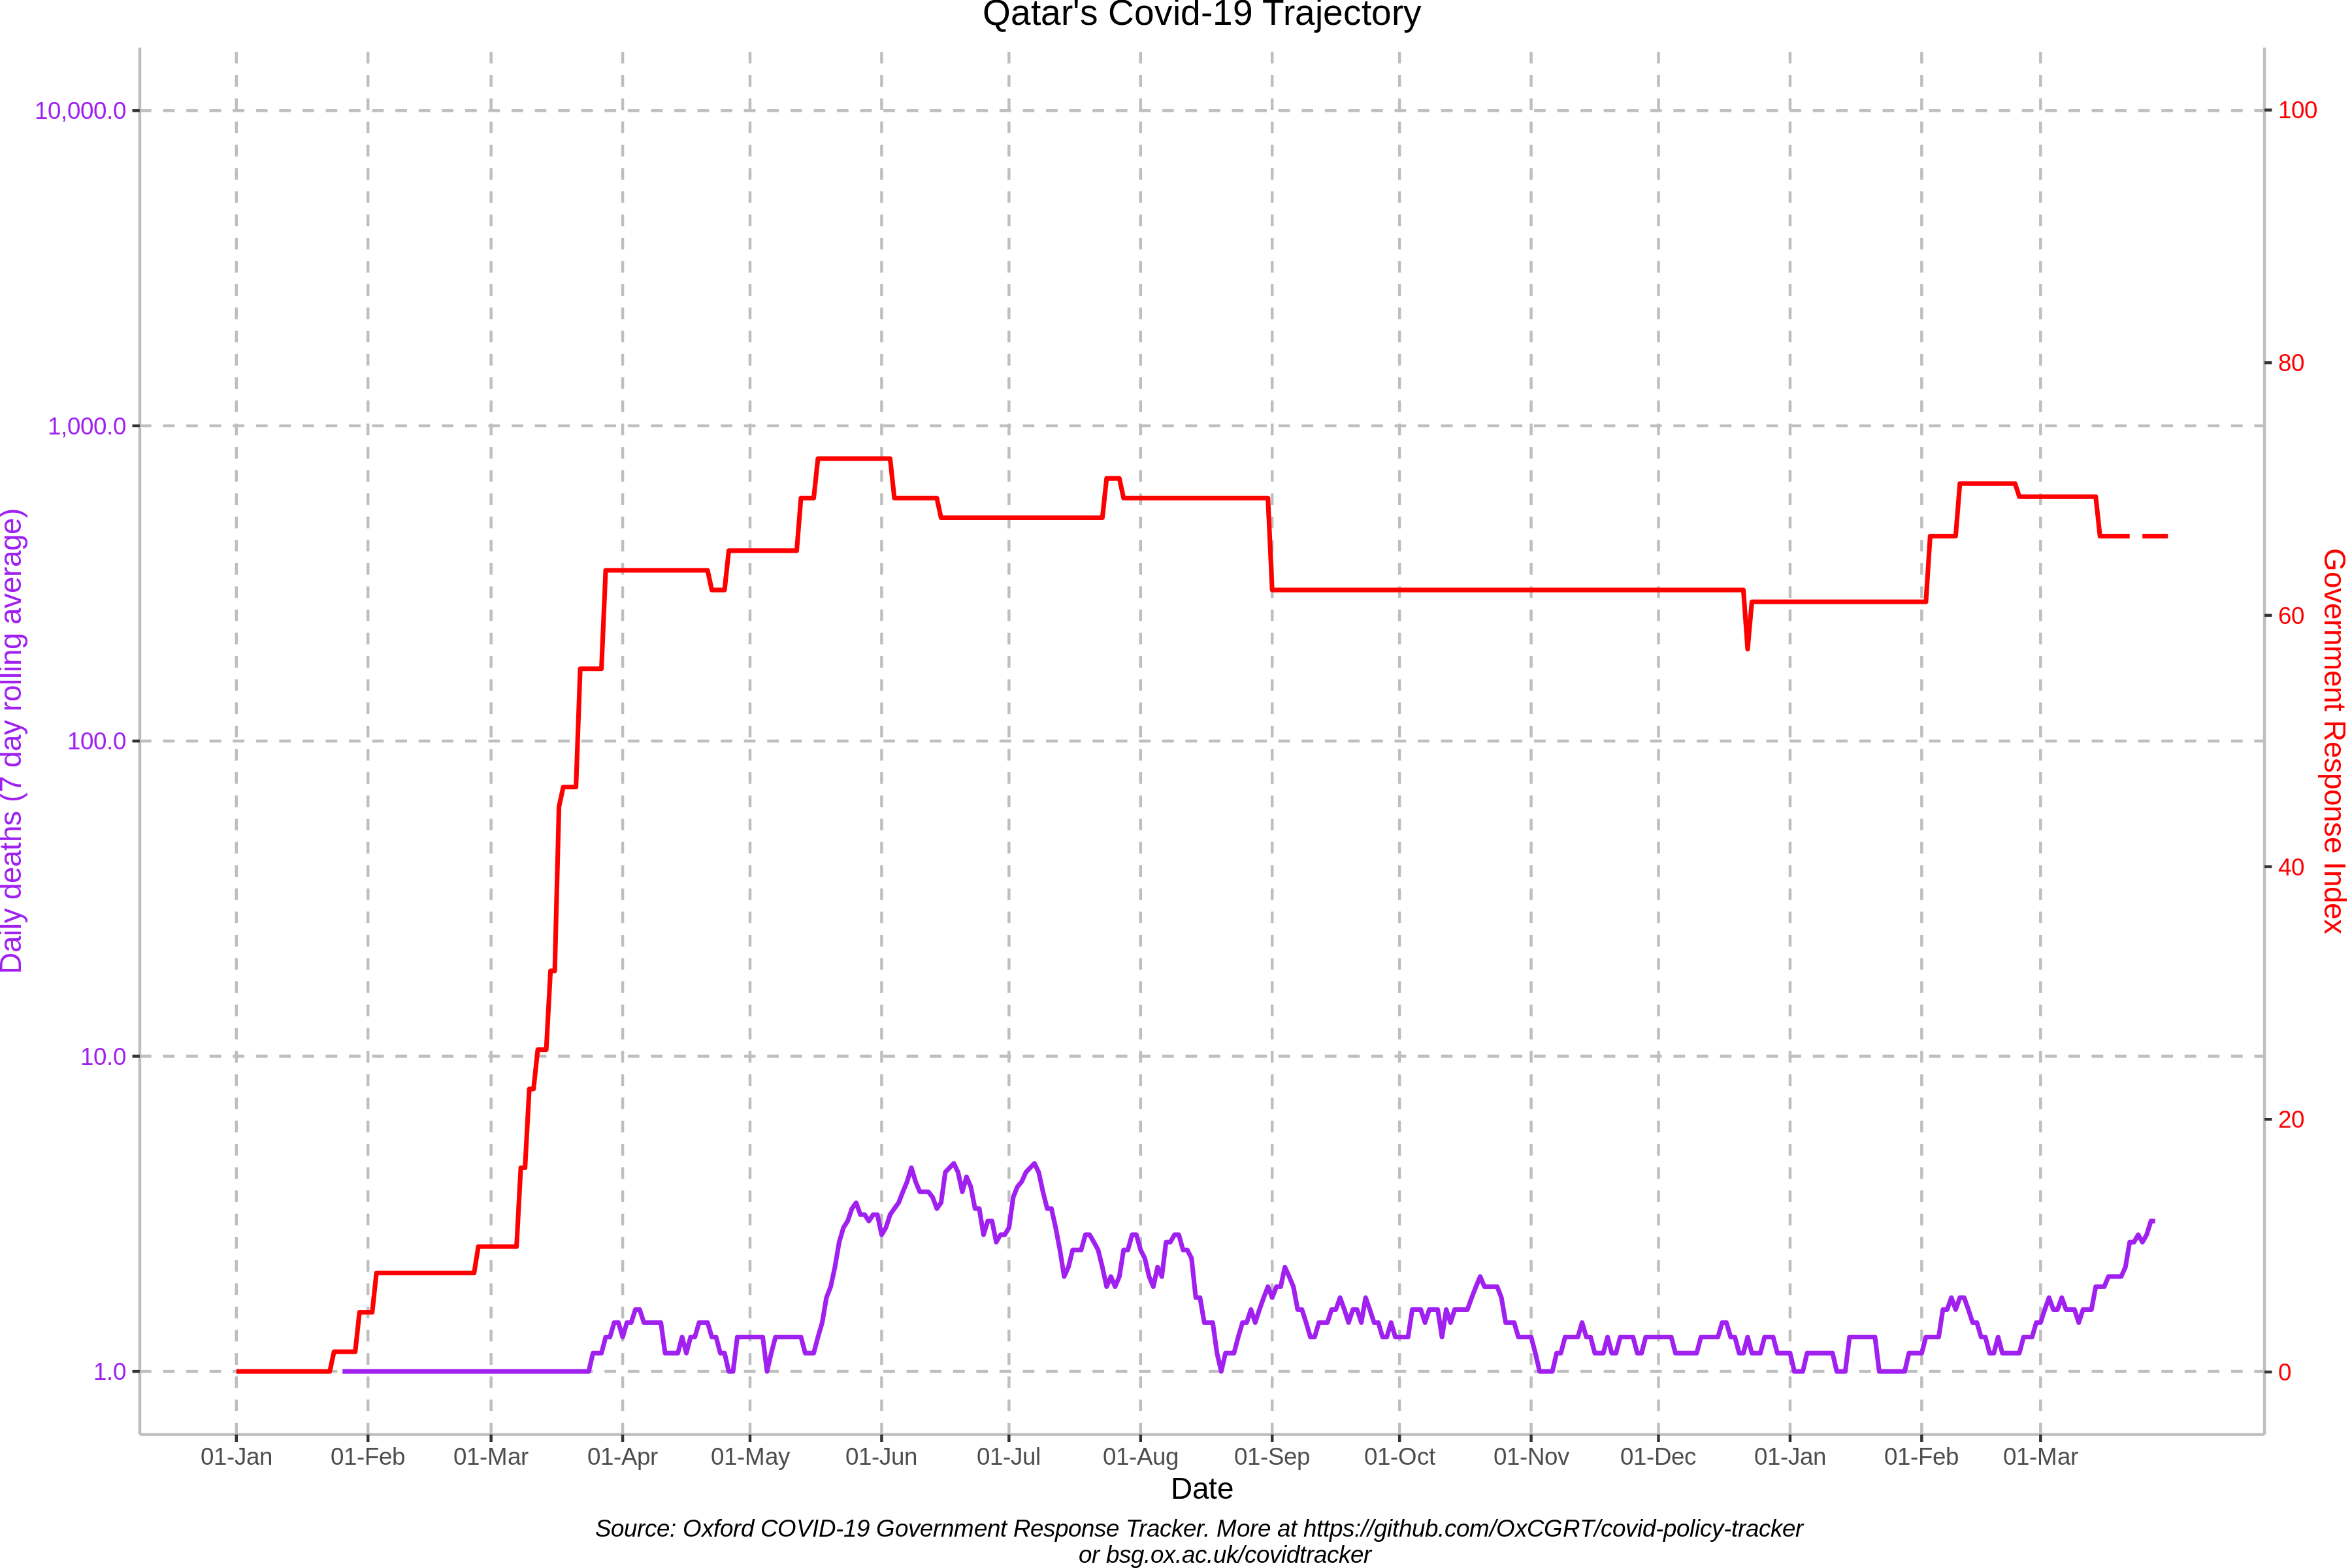 Qatar's Covid-19 Trajectory
Daily deaths (7 day rolling average)
10,000.0
1,000.0
100.0
10.0
1.0
100
80
60
40
20
0
Government Response Index
01-Jan 01-Feb 01-Mar 01-Apr 01-May 01-Jun 01-Jul 01-Aug 01-Sep 01-Oct 01-Nov 01-Dec 01-Jan 01-Feb 01-Mar
Date
Source: Oxford COVID-19 Government Response Tracker. More at https://github.com/OxCGRT/covid-policy-tracker
or bsg.ox.ac.uk/covidtracker